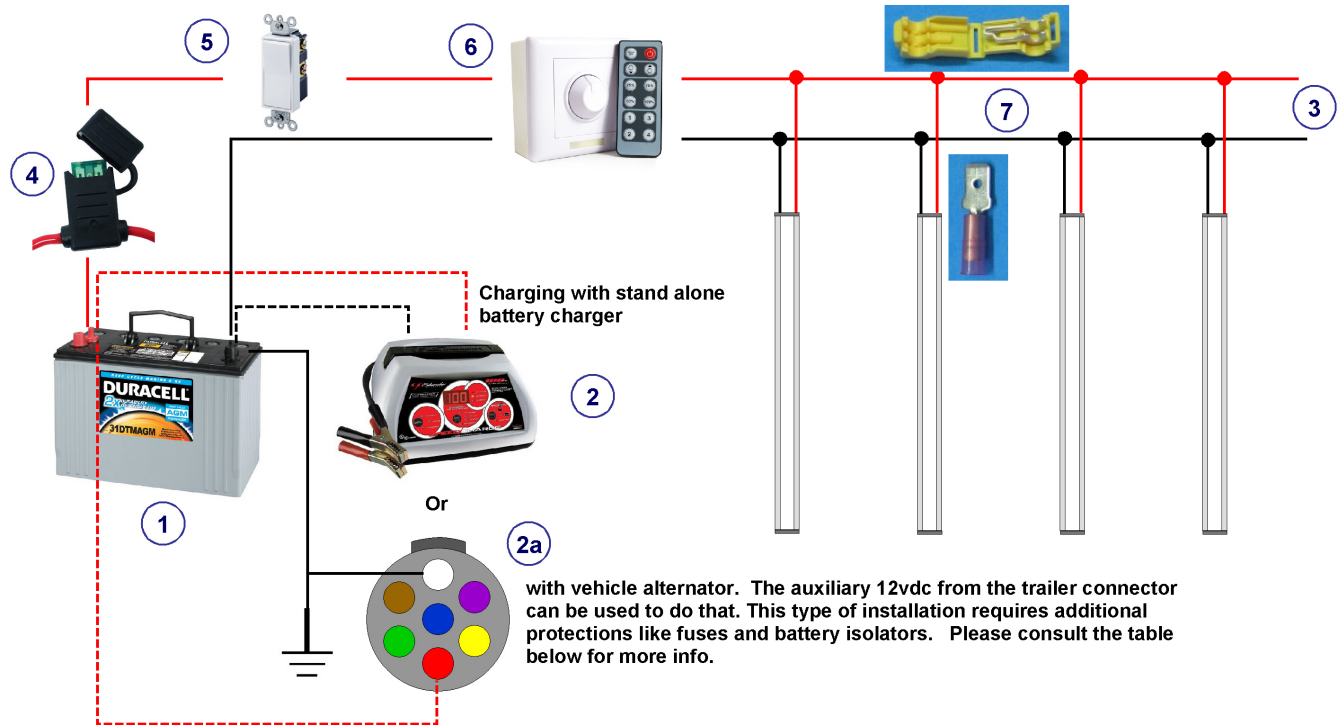 5
6
7
3
4
Charging with stand alone
battery charger
DURACELL
AGM
31DTMAGM
100
2
1
Or
2a
with vehicle alternator.  The auxiliary 12vdc from the trailer connector
can be used to do that. This type of installation requires additional
protections like fuses and battery isolators.   Please consult the table
below for more info.